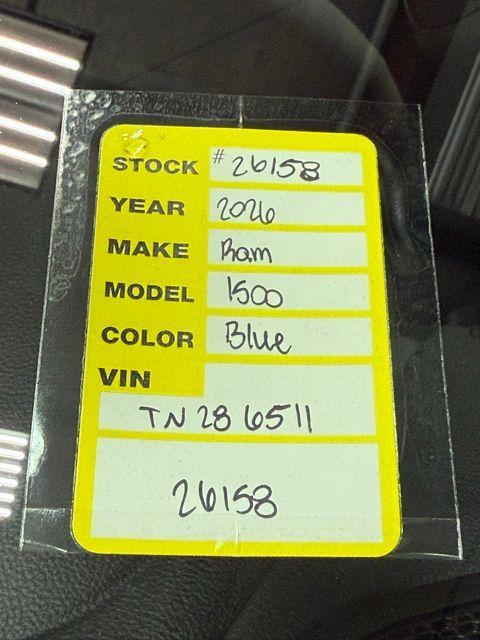 STOCK #26158
YEAR 2026
MAKE Ram
MODEL 1500
COLOR Blue
VIN
TN286511
26158